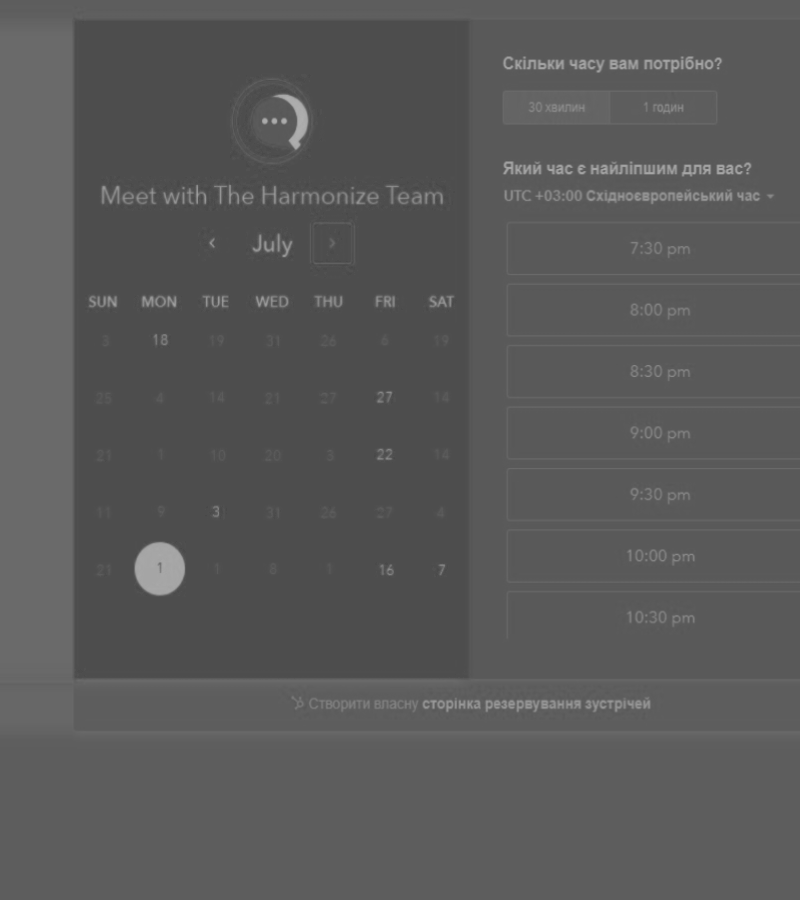 Meet with The Harmonize Team
July
SUN MON TUE WED THU FRI SAT
3 18 19 31 26 4 19
25 4 14 21 27 27 14
21 1 10 20 3 22 14
11 9 3 31 26 27 4
21 1 1 8 1 16 7
Скільки часу вам потрібно?
30 хвилин 1 годин
Який час є найліпшим для вас?
UTC +03:00 Східноєвропейський час
7:30 pm
8:00 pm
8:30 pm
9:00 pm
9:30 pm
10:00 pm
10:30 pm
Створити власну сторінка резервування зустрічей